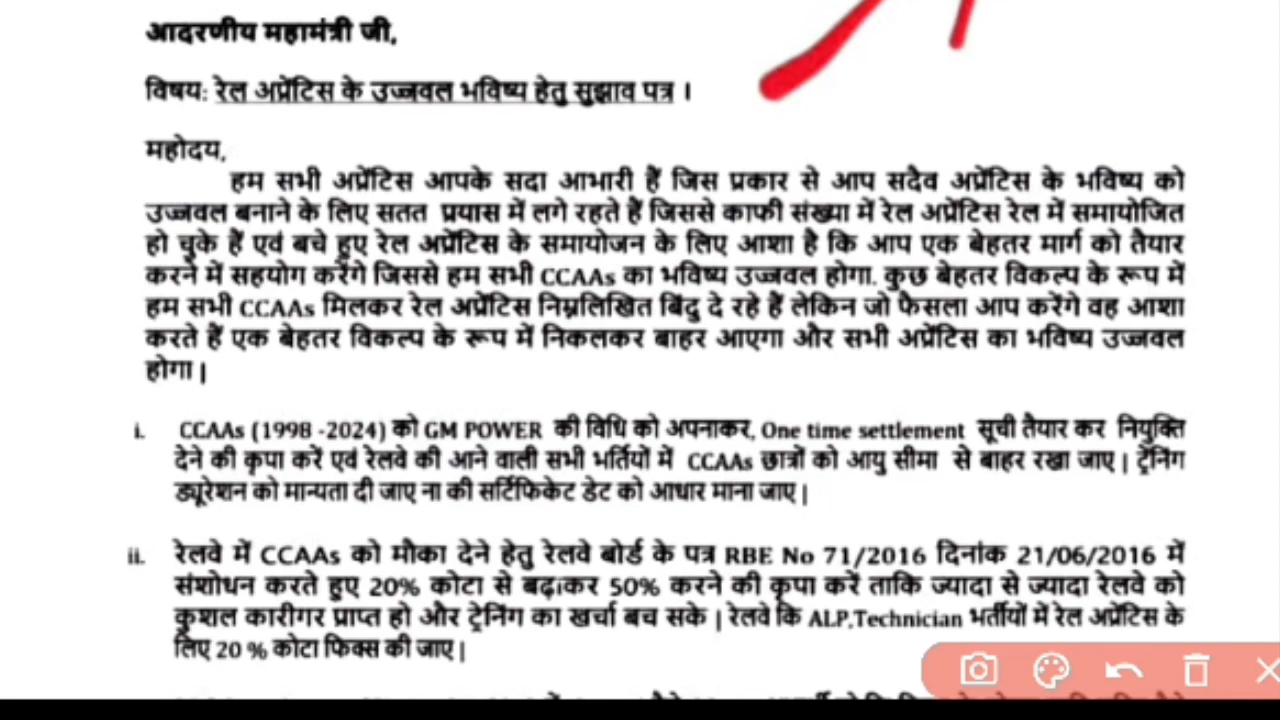 आदरणीय महामंत्री जी,
विषय: रेल अप्रेंटिस के उज्जवल भविष्य हेतु सुझाव पत्र ।
महोदय,
हम सभी अप्रेंटिस आपके सदा आभारी हैं जिस प्रकार से आप सदैव अप्रेंटिस के भविष्य को
उज्जवल बनाने के लिए सतत प्रयास में लगे रहते हैं जिससे काफी संख्या में रेल अप्रेंटिस रेल में समायोजित
हो चुके हैं एवं बचे हुए रेल अप्रेंटिस के समायोजन के लिए आशा है कि आप एक बेहतर मार्ग को तैयार
करने में सहयोग करेंगे जिससे हम सभी CCAAs का भविष्य उज्जवल होगा. कुछ बेहतर विकल्प के रूप में
हम सभी CCAAs मिलकर रेल अप्रेंटिस निम्नलिखित बिंदु दे रहे हैं लेकिन जो फैसला आप करेंगे वह आशा
करते हैं एक बेहतर विकल्प के रूप में निकलकर बाहर आएगा और सभी अप्रेंटिस का भविष्य उज्जवल
होगा |
i. CCAAs (1998 -2024) को GM POWER की विधि को अपनाकर, One time settlement सूची तैयार कर नियुक्ति
देने की कृपा करें एवं रेलवे की आने वाली सभी भर्तियों में CCAAs छात्रों को आयु सीमा से बाहर रखा जाए | ट्रेंनिंग
ड्यूरेशन को मान्यता दी जाए ना की सर्टिफिकेट डेट को आधार माना जाए |
ii. रेलवे में CCAAs को मौका देने हेतु रेलवे बोर्ड के पत्र RBE No 71/2016 दिनांक 21/06/2016 में
संशोधन करते हुए 20% कोटा से बढ़ाकर 50% करने की कृपा करें ताकि ज्यादा से ज्यादा रेलवे को
कुशल कारीगर प्राप्त हो और ट्रेनिंग का खर्चा बच सके | रेलवे कि ALP,Technician भर्तीयों में रेल अप्रेंटिस के
लिए 20 % कोटा फिक्स की जाए |